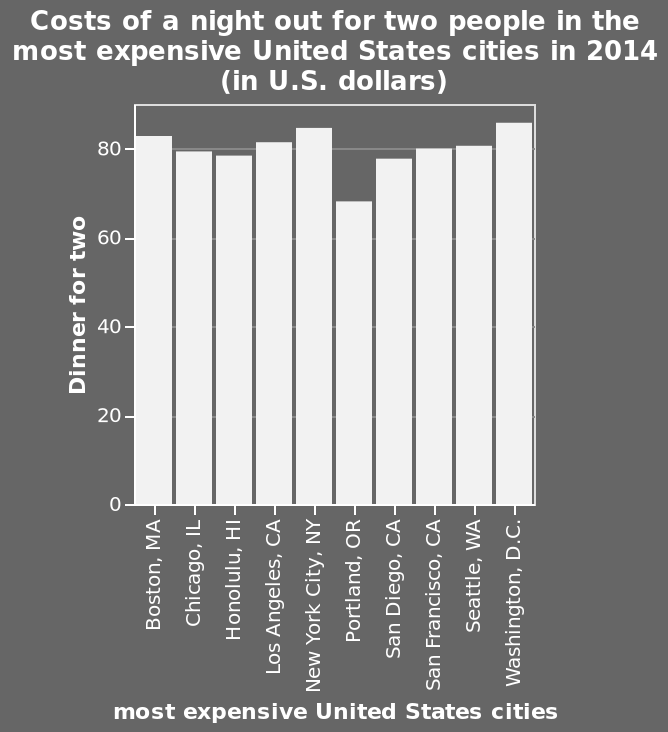 Costs of a night out for two people in the
most expensive United States cities in 2014
(in U.S. dollars)
Dinner for two
80
60
40
20
0
Boston, MA
Chicago, IL
Honolulu, HI
Los Angeles, CA
New York City, NY
Portland, OR
San Diego, CA
San Francisco, CA
Seattle, WA
Washington, D.C.
most expensive United States cities